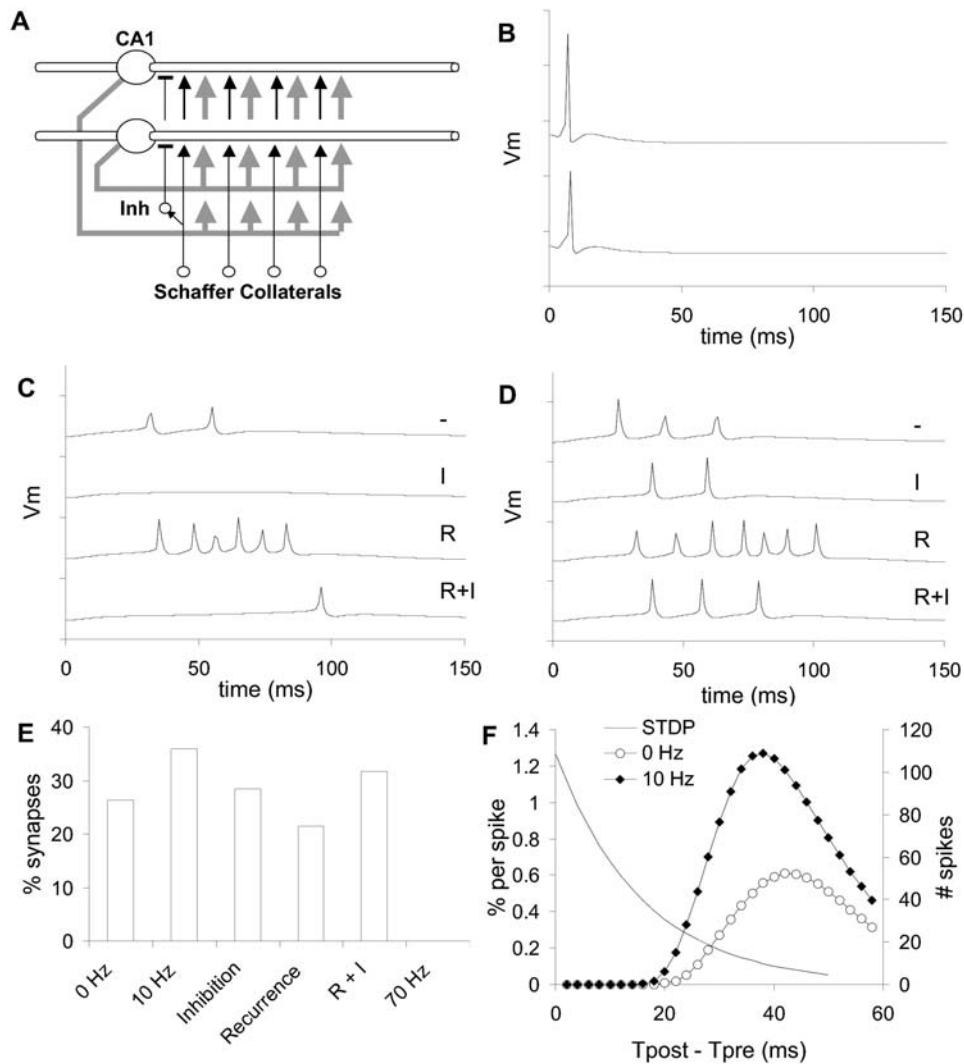 A
CA1
Inh
Schaffer Collaterals
B
Vm
0 50 100 150
time (ms)
C
-
I
R
R+I
Vm
0 50 100 150
time (ms)
D
-
I
R
R+I
Vm
0 50 100 150
time (ms)
E
% synapses
40
30
20
10
0
0 Hz
10 Hz
Inhibition
Recurrence
R + I
70 Hz
F
STDP
0 Hz
10 Hz
% per spike
1.4
1.2
1
0.8
0.6
0.4
0.2
0
# spikes
120
100
80
60
40
20
0
0 20 40 60
Tpost - Tpre (ms)